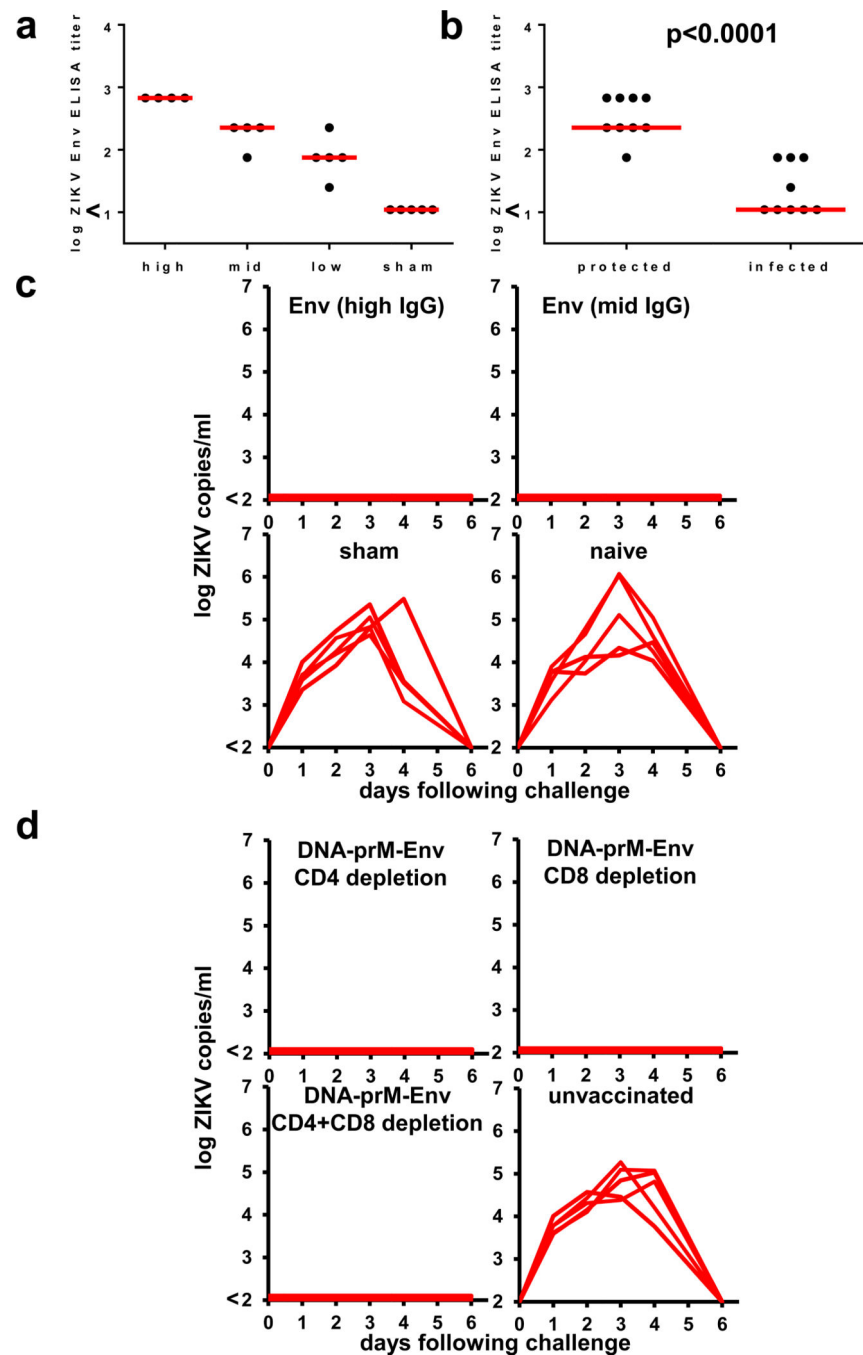 a
log ZIKV Env ELISA titer
4
3
2
< 1
high mid low sham
b
p<0.0001
log ZIKV Env ELISA titer
4
3
2
< 1
protected infected
c
log ZIKV copies/ml
Env (high IgG)
7
6
5
4
3
<2
0 1 2 3 4 5 6
Env (mid IgG)
7
6
5
4
3
2
0 1 2 3 4 5 6
sham
7
6
5
4
3
<2
0 1 2 3 4 5 6
naive
7
6
5
4
3
2
0 1 2 3 4 5 6
days following challenge
d
log ZIKV copies/ml
DNA-prM-Env
CD4 depletion
7
6
5
4
3
<2
0 1 2 3 4 5 6
DNA-prM-Env
CD8 depletion
7
6
5
4
3
2
0 1 2 3 4 5 6
DNA-prM-Env
CD4+CD8 depletion
7
6
5
4
3
<2
0 1 2 3 4 5 6
unvaccinated
7
6
5
4
3
2
0 1 2 3 4 5 6
days following challenge